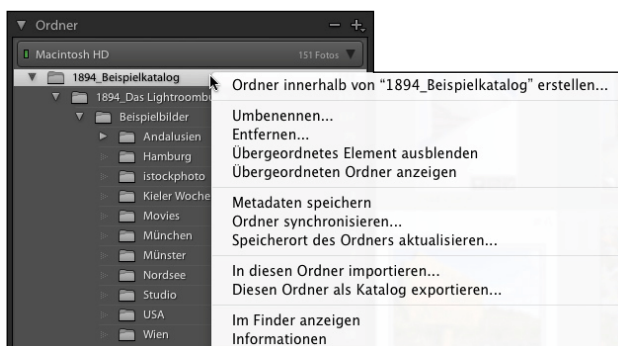 Ordner
Macintosh HD 151 Fotos
1894_Beispielkatalog
1894_Das
Beispielbilder
Andalusien
Hamburg
istockphoto
Kieler Woche
Movies
München
Münster
Nordsee
Studio
USA
Wien
Ordner innerhalb von “1894_Beispielkatalog” erstellen...
Umbenennen...
Entfernen...
Übergeordnetes Element ausblenden
Übergeordneten Ordner anzeigen
Metadaten speichern
Ordner synchronisieren...
Speicherort des Ordners aktualisieren...
In diesen Ordner importieren...
Diesen Ordner als Katalog exportieren...
Im Finder anzeigen
Informationen